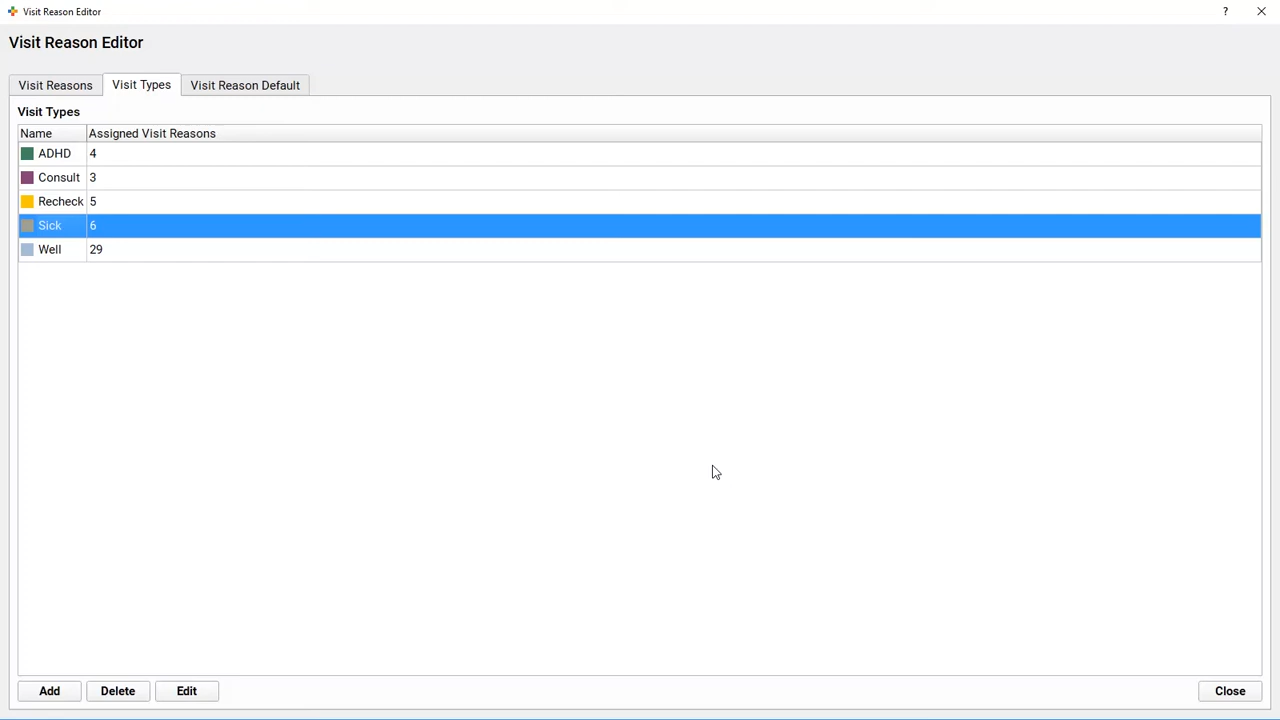 Visit Reason Editor
?
Visit Reason Editor
Visit Reasons Visit Types Visit Reason Default
Visit Types
Name Assigned Visit Reasons
ADHD 4
Consult 3
Recheck 5
Sick 6
Well 29
Add Delete Edit Close